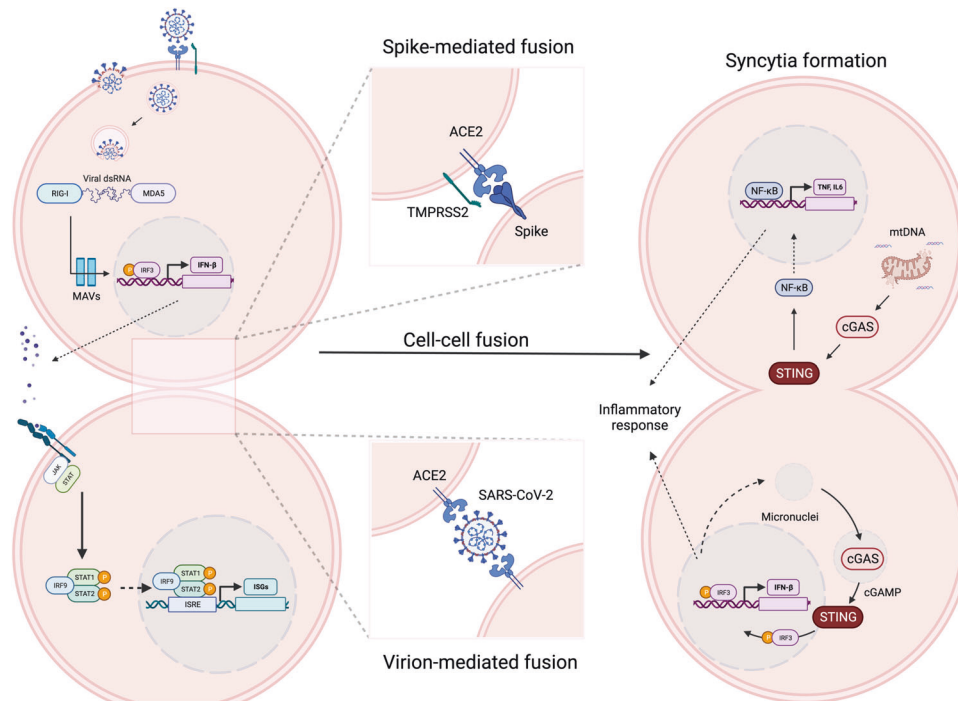 Spike-mediated fusion
Syncytia formation
ACE2
TMPRSS2
Spike
Viral dsRNA
RIG-I
MDA5
MAVs
P
IRF3
IFN-β
NF-κB
TNF, IL6
mtDNA
NF-κB
cGAS
STING
Cell-cell fusion
Inflammatory
response
JAK
STAT
IRF9
STAT1
P
STAT2
P
IRF9
STAT1
P
STAT2
P
ISRE
ISGs
ACE2
SARS-CoV-2
Virion-mediated fusion
Micronuclei
cGAS
cGAMP
STING
P
IRF3
IFN-β
P
IRF3